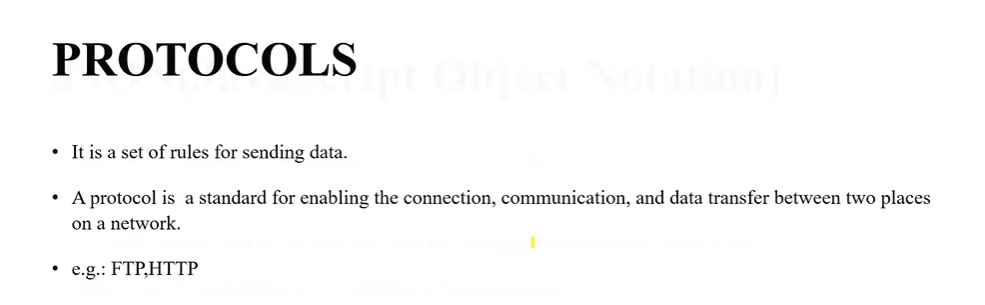 PROTOCOLS
• It is a set of rules for sending data.
• A protocol is  a standard for enabling the connection, communication, and data transfer between two places
on a network.
• e.g.: FTP,HTTP